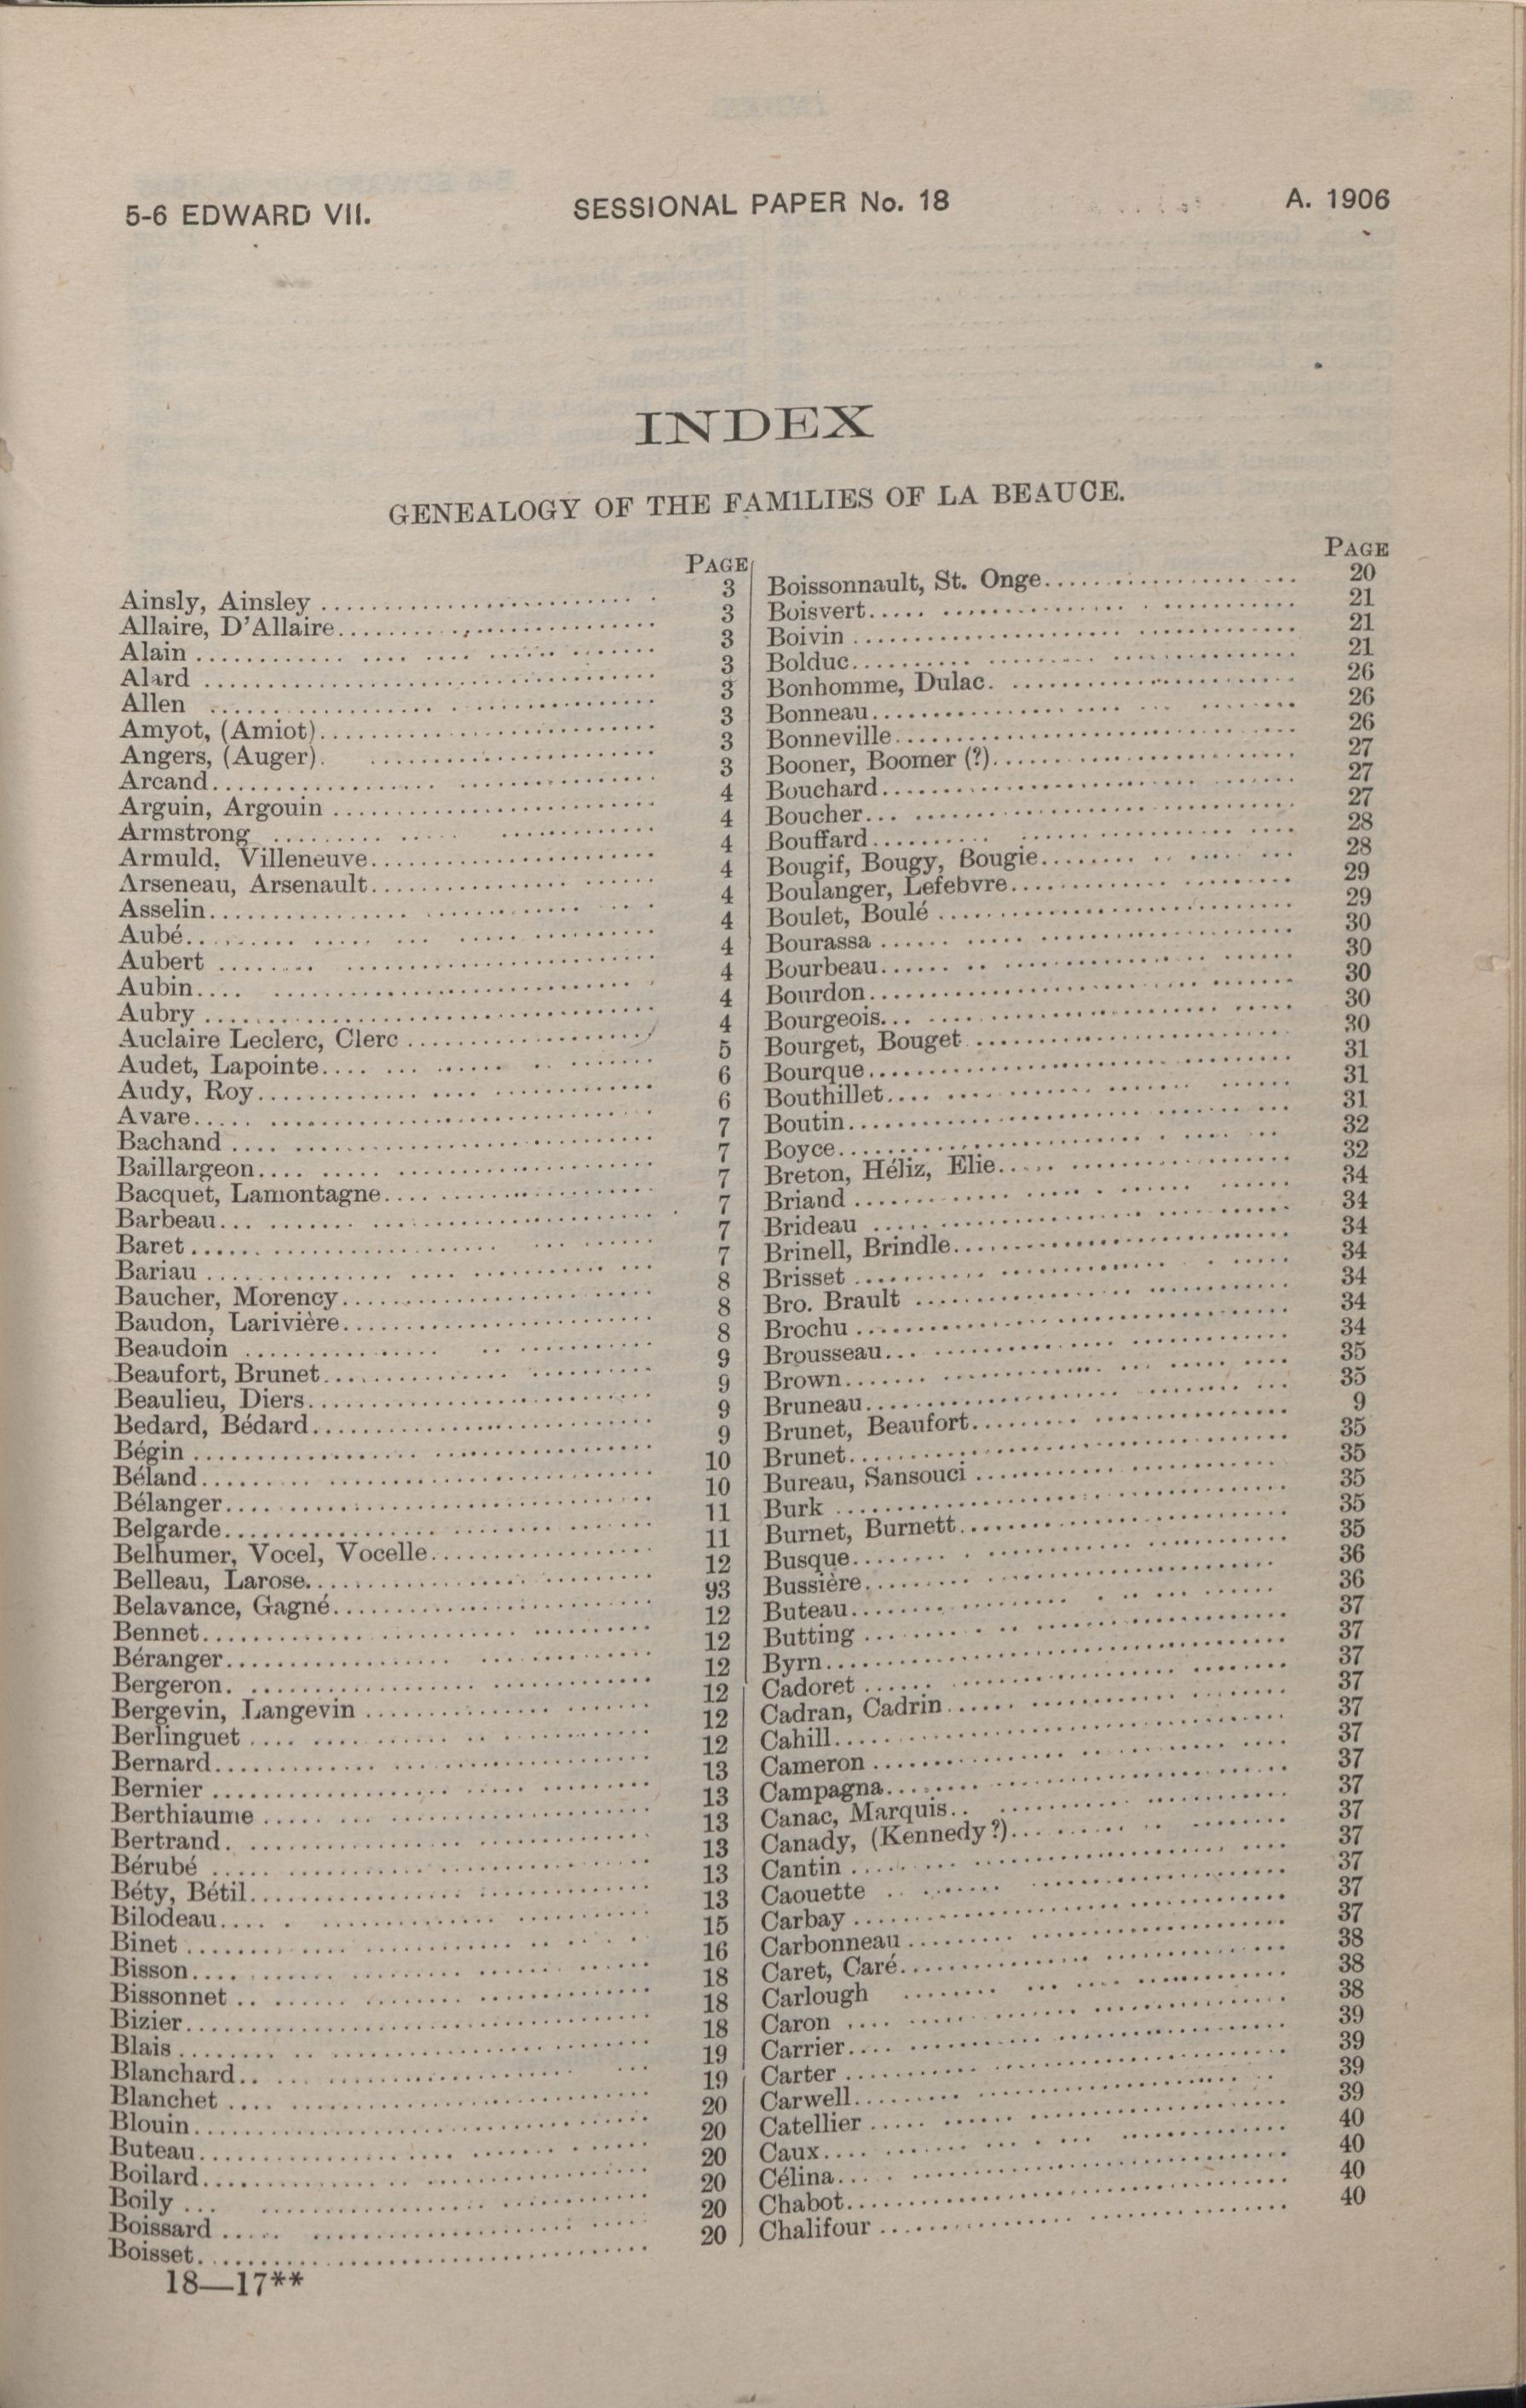 5-6 EDWARD VII. SESSIONAL PAPER No. 18 A. 1906
INDEX
GENEALOGY OF THE FAMILIES OF LA BEAUCE.
PAGE
Ainsly, Ainsley 3
Allaire, D'Allaire 3
Alain 3
Alard 3
Allen 3
Amyot, (Amiot) 3
Angers, (Auger) 3
Arcand 3
Arguin, Argouin 4
Armstrong 4
Armuld, Villeneuve 4
Arseneau, Arsenault 4
Asselin 4
Aubé 4
Aubert 4
Aubin 4
Aubry 4
Auclaire Leclerc, Clerc 4
Audet, Lapointe 5
Audy, Roy 6
Avare 6
Bachand 7
Baillargeon 7
Bacquet, Lamontagne 7
Barbeau 7
Baret 7
Bariau 7
Baucher, Morency 8
Baudon, Larivière 8
Beaudoin 8
Beaufort, Brunet 9
Beaulieu, Diers 9
Bedard, Bédard 9
Bégin 9
Béland 10
Bélanger 10
Belgarde 11
Belhumer, Vocel, Vocelle 11
Belleau, Larose 12
Belavance, Gagné 93
Bennet 12
Béranger 12
Bergeron 12
Bergevin, Langevin 12
Berlinguet 12
Bernard 12
Bernier 13
Berthiaume 13
Bertrand 13
Bérubé 13
Béty, Bétil 13
Bilodeau 13
Binet 15
Bisson 16
Bissonnet 18
Bizier 18
Blais 18
Blanchard 19
Blanchet 19
Blouin 20
Buteau 20
Boilard 20
Boily 20
Boissard 20
Boisset 20
18—17**
PAGE
Boissonnault, St. Onge 20
Boisvert 21
Boivin 21
Bolduc 21
Bonhomme, Dulac 26
Bonneau 26
Bonneville 26
Booner, Boomer (?) 27
Bouchard 27
Boucher 27
Bouffard 28
Bougif, Bougy, Bougie 28
Boulanger, Lefebvre 29
Boulet, Boulé 29
Bourassa 30
Bourbeau 30
Bourdon 30
Bourgeois 30
Bourget, Bouget 30
Bourque 31
Bouthillet 31
Boutin 31
Boyce 32
Breton, Héliz, Elie 32
Briand 34
Brideau 34
Brinell, Brindle 34
Brisset 34
Bro. Brault 34
Brochu 34
Brousseau 34
Brown 35
Bruneau 35
Brunet, Beaufort 9
Brunet 35
Bureau, Sansouci 35
Burk 35
Burnet, Burnett 35
Busque 35
Bussière 36
Buteau 36
Butting 37
Byrn 37
Cadoret 37
Cadran, Cadrin 37
Cahill 37
Cameron 37
Campagna 37
Canac, Marquis 37
Canady, (Kennedy?) 37
Cantin 37
Caouette 37
Carbay 37
Carbonneau 37
Caret, Caré 38
Carlough 38
Caron 38
Carrier 39
Carter 39
Carwell 39
Catellier 39
Caux 40
Célina 40
Chabot 40
Chalifour 40